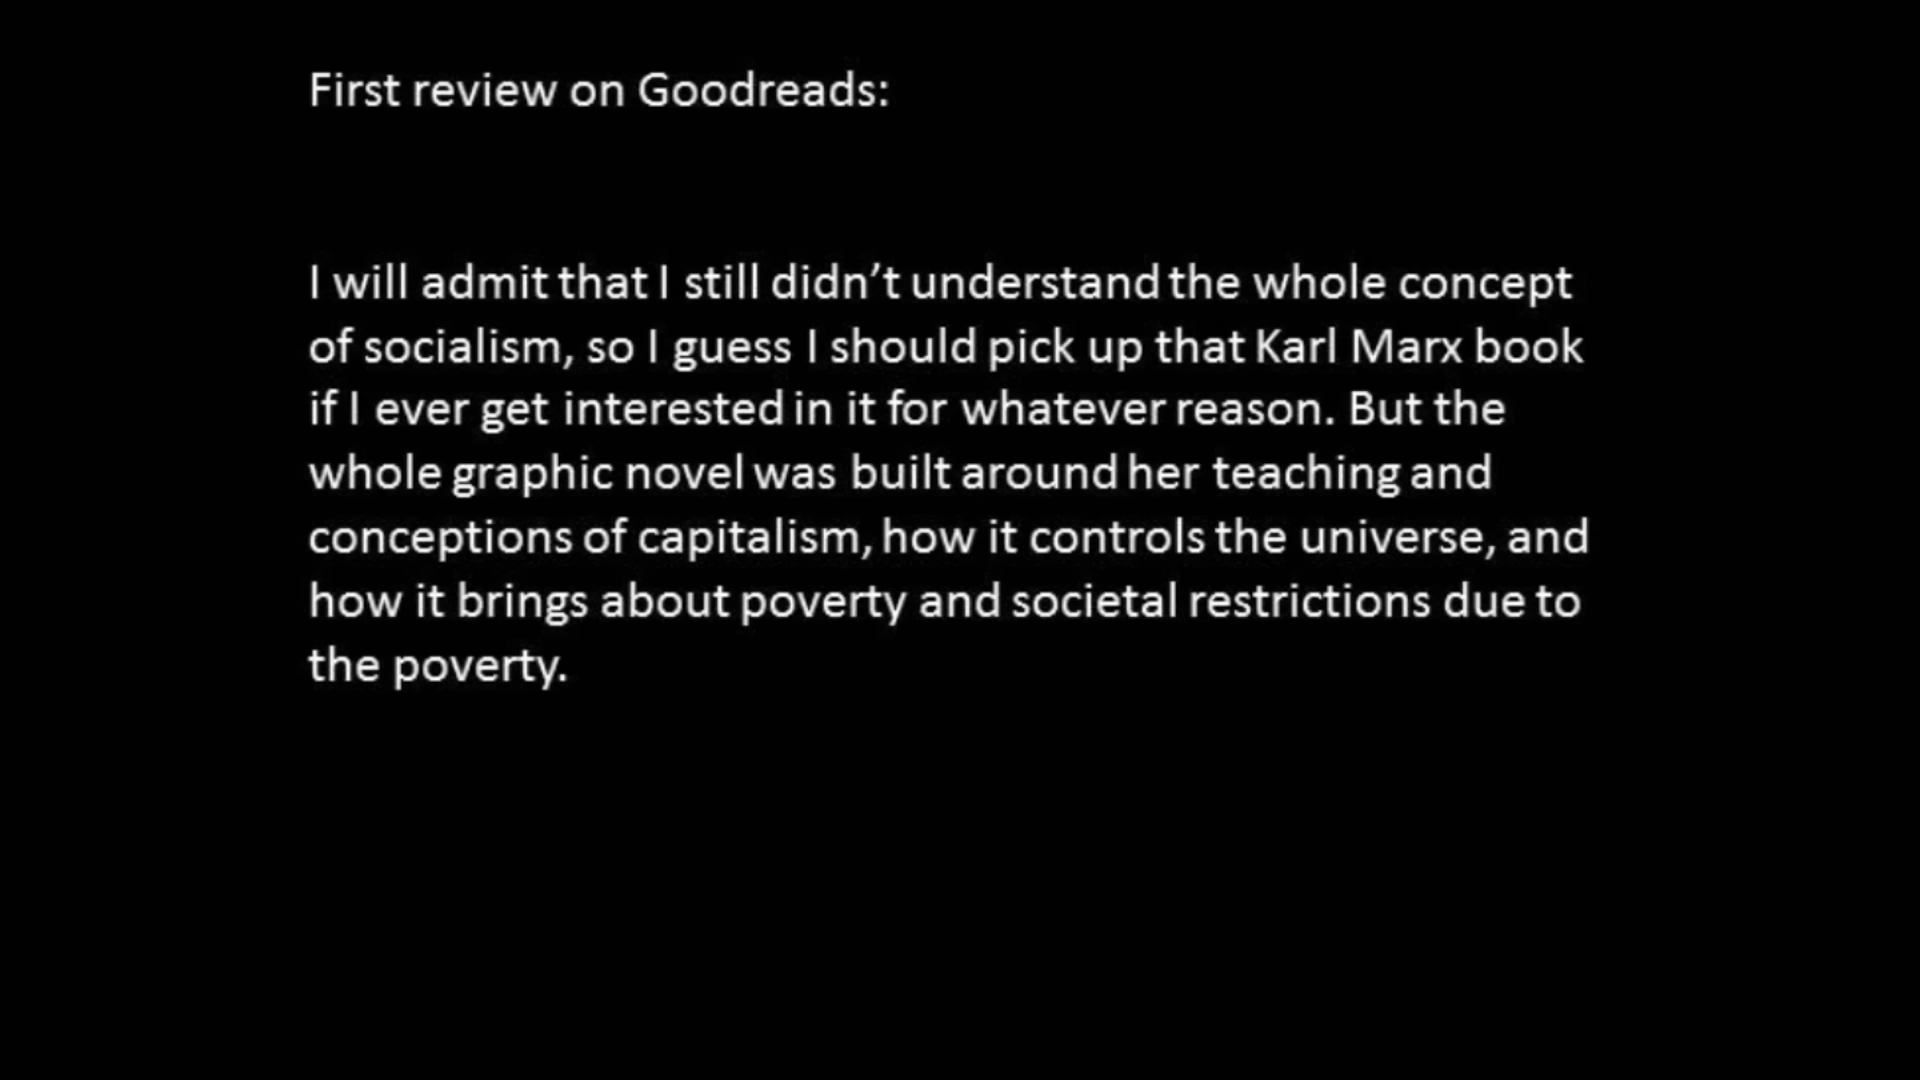 First review on Goodreads:
I will admit that I still didn’t understand the whole concept
of socialism, so I guess I should pick up that Karl Marx book
if I ever get interested in it for whatever reason. But the
whole graphic novel was built around her teaching and
conceptions of capitalism, how it controls the universe, and
how it brings about poverty and societal restrictions due to
the poverty.